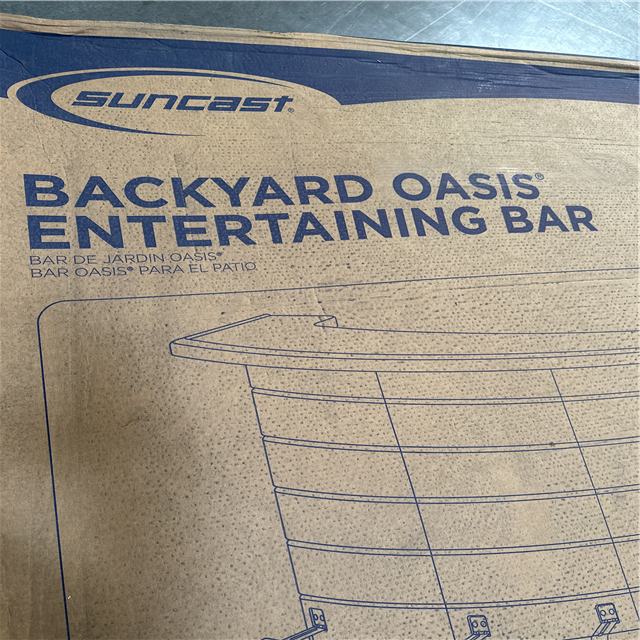 SUNCAST®
BACKYARD OASIS®
ENTERTAINING BAR
BAR DE JARDIN OASIS®
BAR OASIS® PARA EL PATIO